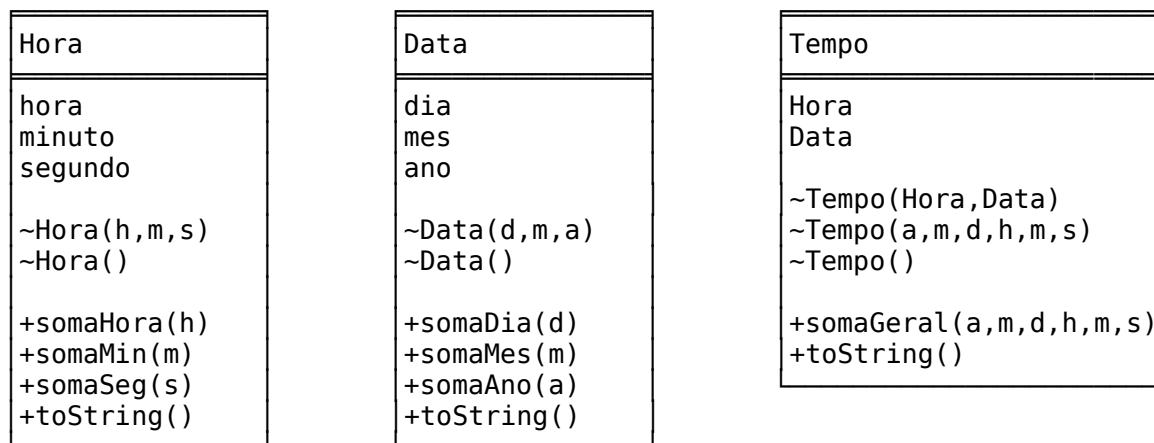 Hora
hora
minuto
segundo
~Hora(h,m,s)
~Hora()
+somaHora(h)
+somaMin(m)
+somaSeg(s)
+toString()
Data
dia
mes
ano
~Data(d,m,a)
~Data()
+somaDia(d)
+somaMes(m)
+somaAno(a)
+toString()
Tempo
Hora
Data
~Tempo(Hora,Data)
~Tempo(a,m,d,h,m,s)
~Tempo()
+somaGeral(a,m,d,h,m,s)
+toString()